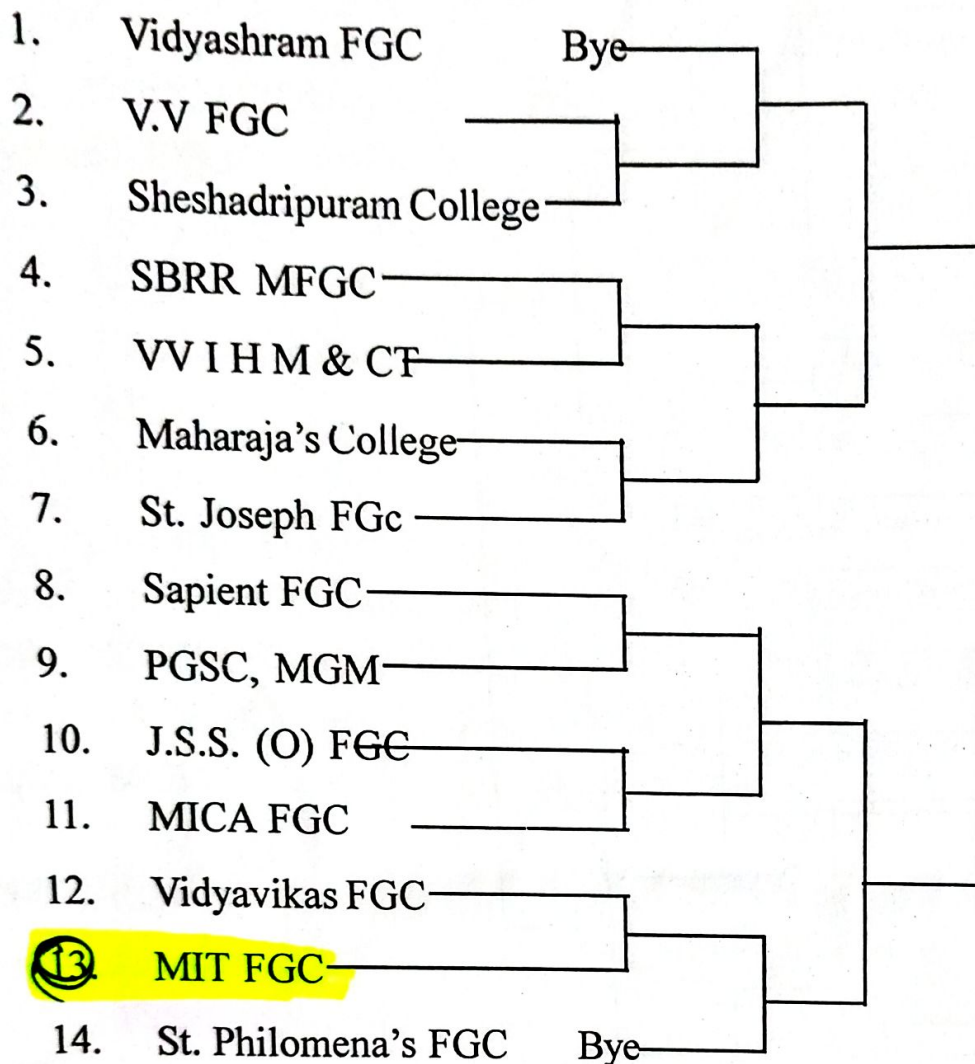 1. Vidyashram FGC Bye
2. V.V FGC
3. Sheshadripuram College
4. SBRR MFGC
5. VV I H M & CT
6. Maharaja's College
7. St. Joseph FGc
8. Sapient FGC
9. PGSC, MGM
10. J.S.S. (O) FGC
11. MICA FGC
12. Vidyavikas FGC
13. MIT FGC
14. St. Philomena's FGC Bye